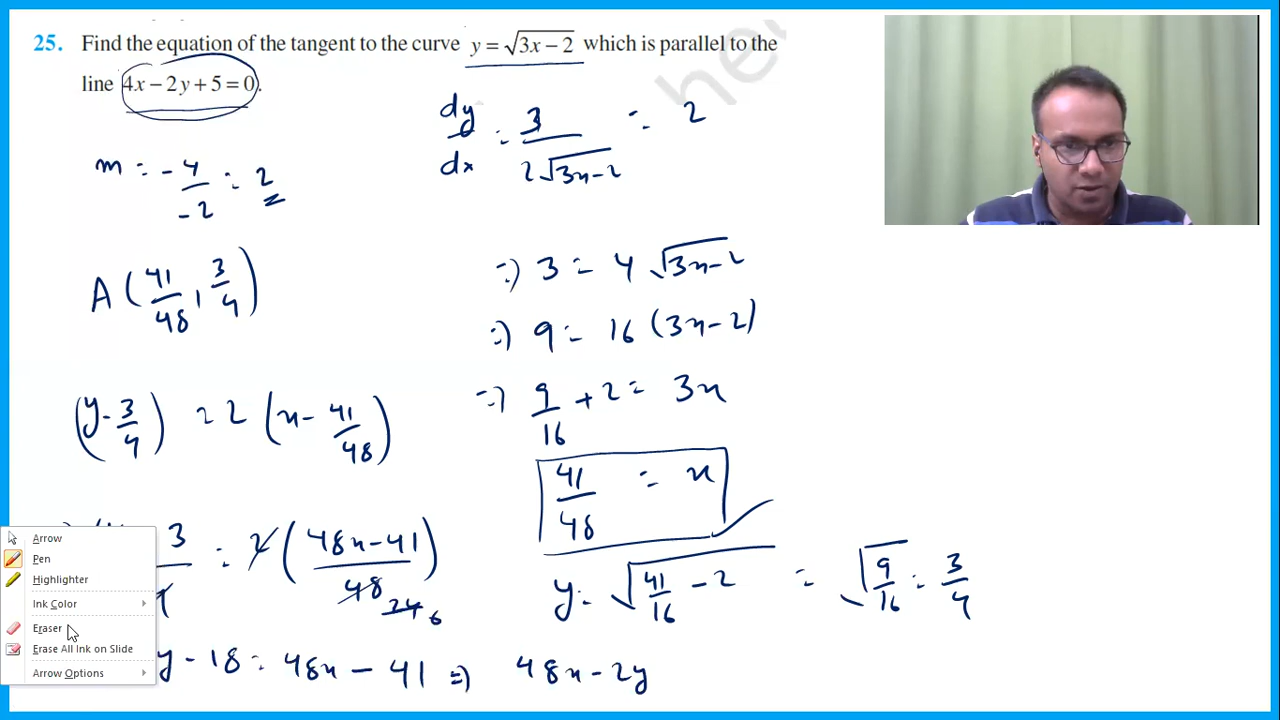 25. Find the equation of the tangent to the curve y = √(3x − 2) which is parallel to the
line 4x − 2y + 5 = 0.
m = -4/-2 = 2
dy/dx = 3/(2√(3x-2)) = 2
A (41/48, 3/4)
⇒) 3 = 4 √(3x-2)
⇒) 9 = 16 (3x-2)
⇒) 9/16 + 2 = 3x
(y - 3/4) = 2 (x - 41/48)
41/48 = x
3 = 2 (48x-41)/48 24 6
y = √(41/16 - 2) = √(9/16) = 3/4
y - 18 = 48x - 41 ⇒) 48x - 2y
Arrow
Pen
Highlighter
Ink Color
Eraser
Erase All Ink on Slide
Arrow Options